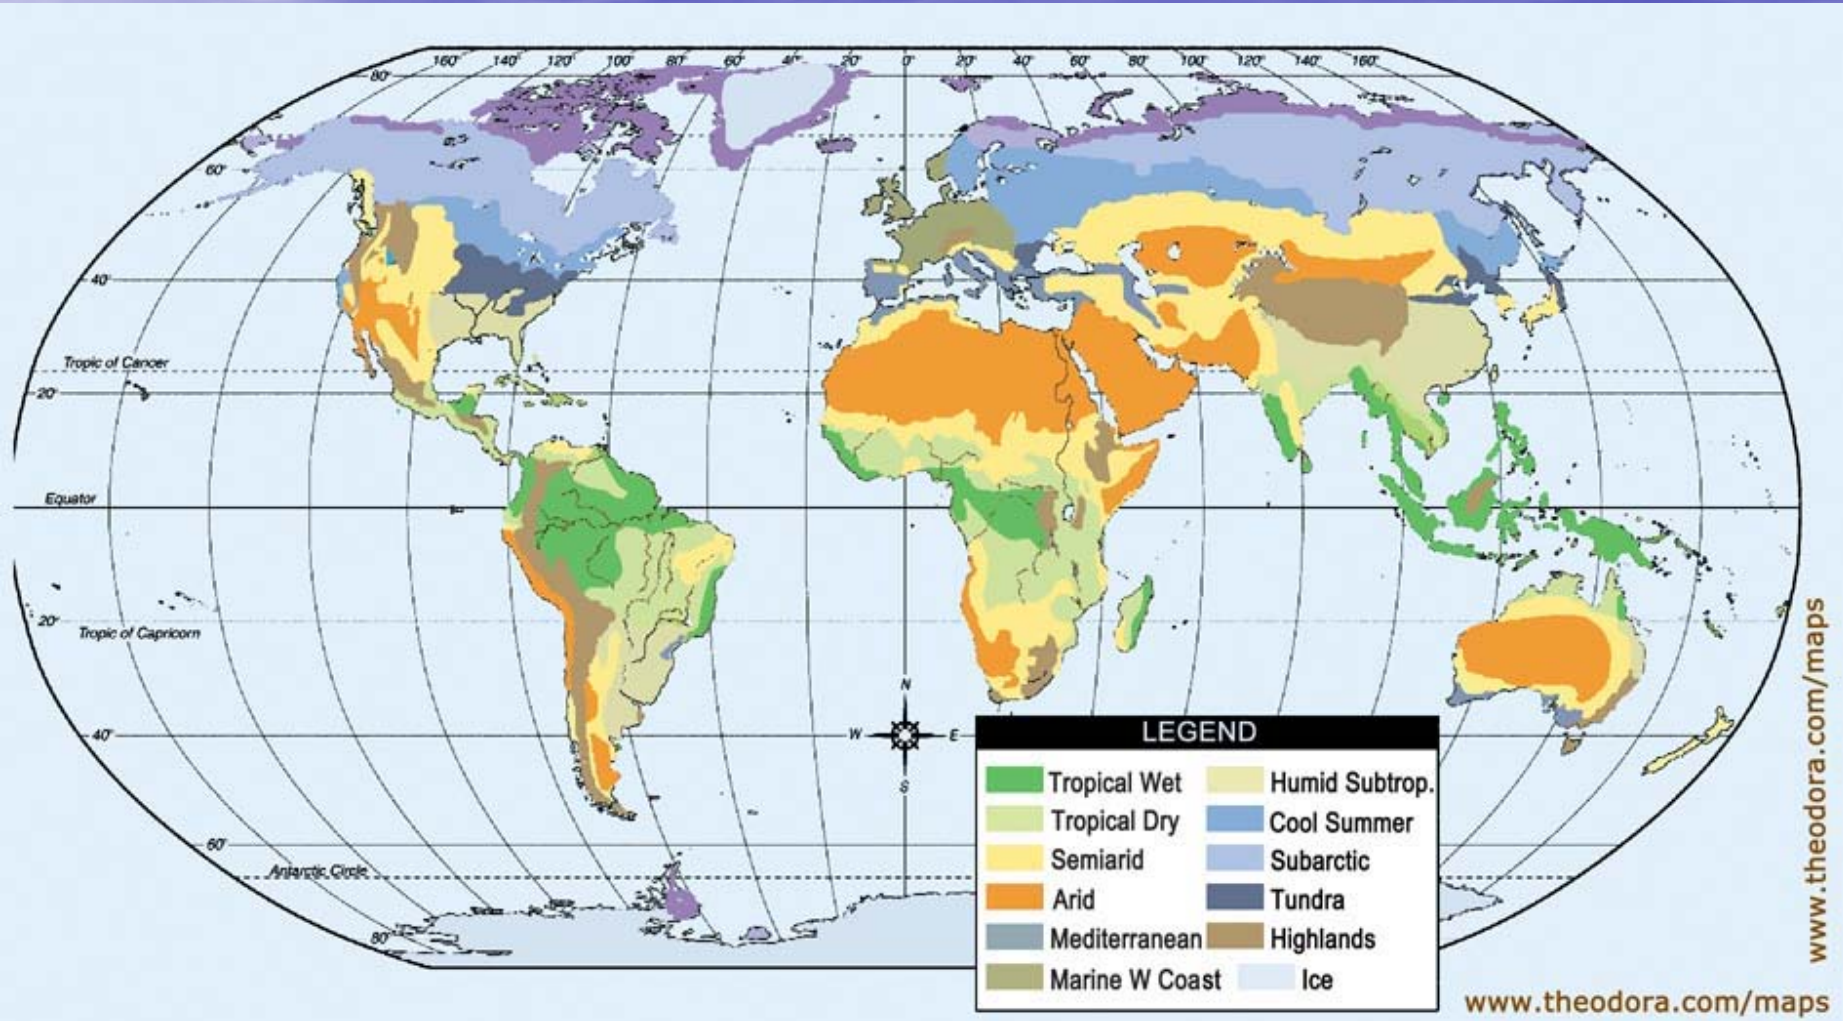 160° 140° 120° 100° 80° 60° 40° 20° 0° 20° 40° 60° 80° 100° 120° 140° 160°
80°
60°
40°
Tropic of Cancer
20°
Equator
20°
Tropic of Capricorn
N
40°
W E
S
60°
Antarctic Circle
80°
LEGEND
Tropical Wet Humid Subtrop.
Tropical Dry Cool Summer
Semiarid Subarctic
Arid Tundra
Mediterranean Highlands
Marine W Coast Ice
www.theodora.com/maps
www.theodora.com/maps